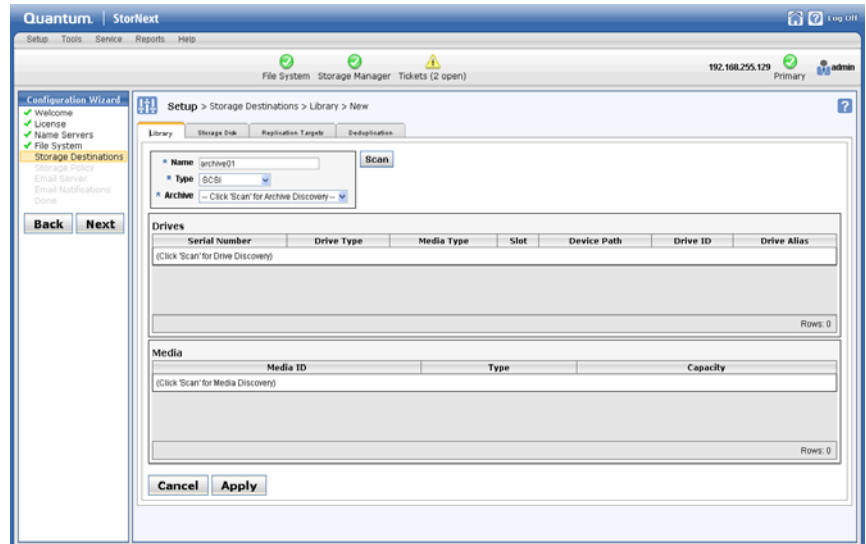 Quantum. | StorNext
Log Off
Setup Tools Service Reports Help
File System Storage Manager Tickets (2 open)
192.168.255.129 Primary admin
Configuration Wizard
Welcome
License
Name Servers
File System
Storage Destinations
Storage Policy
Email Server
Email Notifications
Done
Back Next
Setup > Storage Destinations > Library > New
?
Library Storage Disk Replication Targets Deduplication
* Name archive01 Scan
* Type SCSI
* Archive -- Click 'Scan' for Archive Discovery --
Drives
Serial Number Drive Type Media Type Slot Device Path Drive ID Drive Alias
(Click 'Scan' for Drive Discovery)
Rows: 0
Media
Media ID Type Capacity
(Click 'Scan' for Media Discovery)
Rows: 0
Cancel Apply